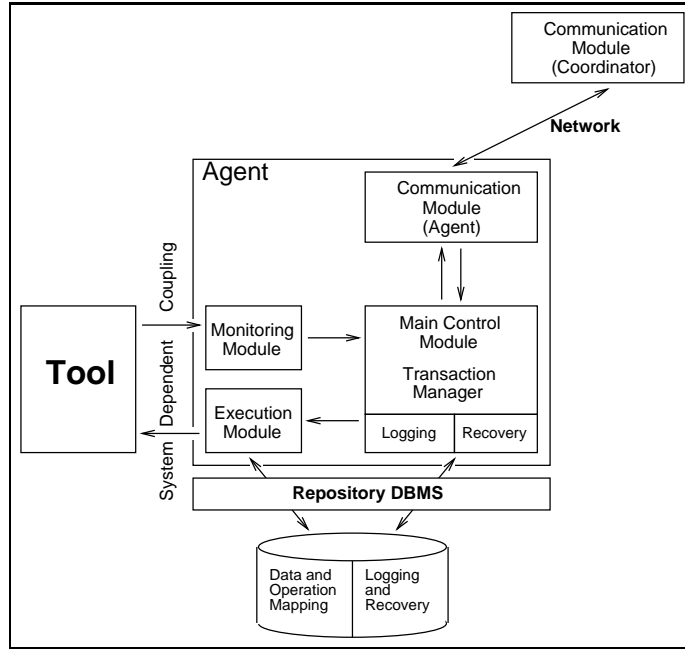 Communication
Module
(Coordinator)
Network
Agent
Communication
Module
(Agent)
System Dependent Coupling
Tool
Monitoring
Module
Main Control
Module
Transaction
Manager
Execution
Module
Logging
Recovery
Repository DBMS
Data and
Operation
Mapping
Logging
and
Recovery